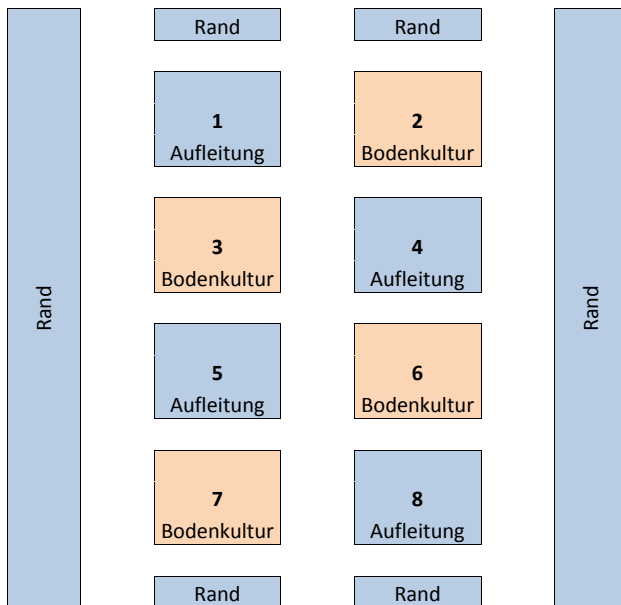 Rand
Rand
1
Aufleitung
2
Bodenkultur
3
Bodenkultur
4
Aufleitung
Rand
Rand
5
Aufleitung
6
Bodenkultur
7
Bodenkultur
8
Aufleitung
Rand
Rand